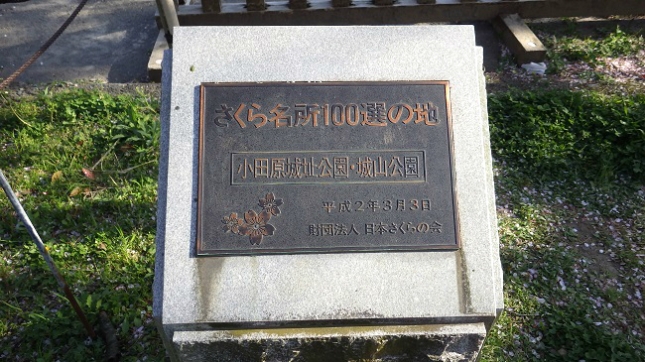 さくら名所100選の地
小田原城址公園・城山公園
平成2年3月3日
財団法人 日本さくらの会